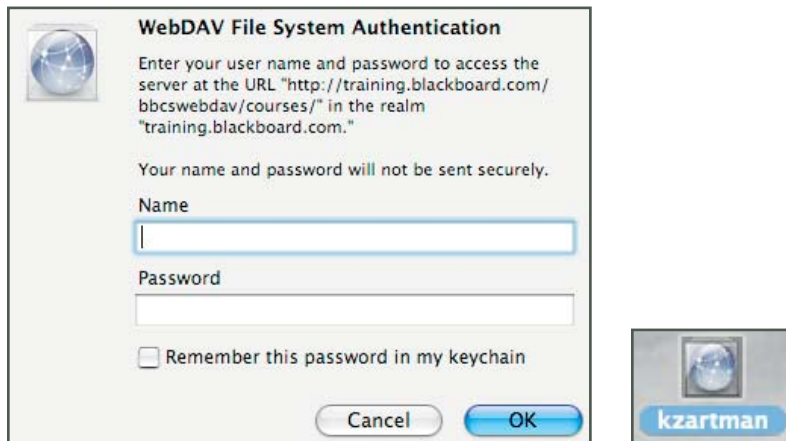 WebDAV File System Authentication
Enter your user name and password to access the
server at the URL "http://training.blackboard.com/
bbcswebdav/courses/" in the realm
"training.blackboard.com."
Your name and password will not be sent securely.
Name
Password
Remember this password in my keychain
Cancel OK
kzartman